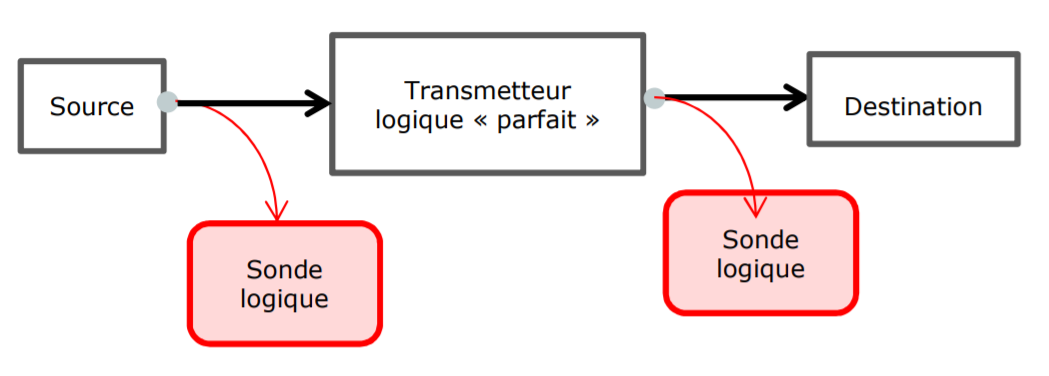 Source
Transmetteur
logique « parfait »
Destination
Sonde
logique
Sonde
logique